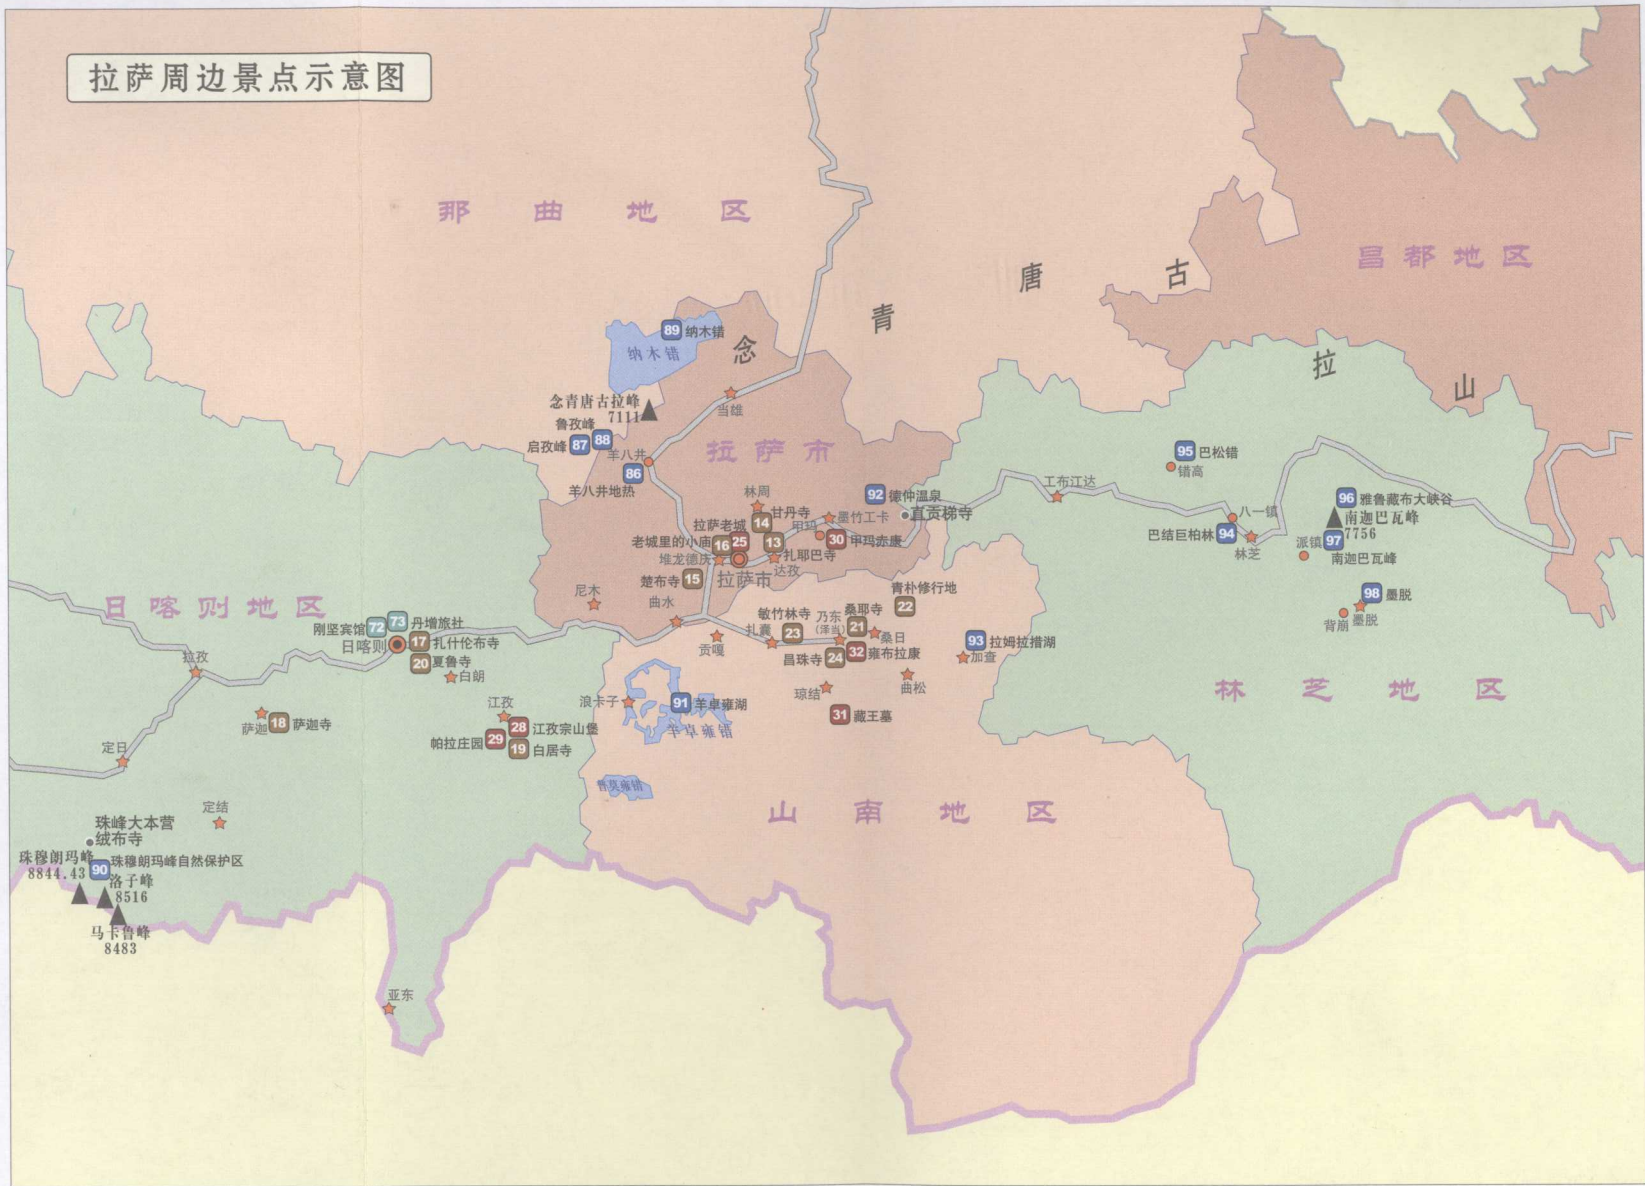 拉萨周边景点示意图
那曲地区
昌都地区
念青唐古拉山
89 纳木错
纳木错
念青唐古拉峰
7111
当雄
鲁孜峰
88
启孜峰 87
羊八井
86
羊八井地热
拉萨市
95 巴松错
错高
林周
92 德仲温泉
直贡梯寺
工布江达
96 雅鲁藏布大峡谷
南迦巴瓦峰
7756
97
南迦巴瓦峰
派镇
八一镇
巴结巨柏林 94
林芝
甘丹寺
14
拉萨老城
25
甲玛
墨竹工卡
30 甲玛赤康
老城里的小庙 16
13
扎耶巴寺
堆龙德庆
拉萨市
达孜
楚布寺 15
98 墨脱
墨脱
背崩
尼木
曲水
青朴修行地
22
日喀则地区
73 丹增旅社
刚坚宾馆 72
日喀则
17 扎什伦布寺
20 夏鲁寺
白朗
敏竹林寺
23
扎囊
乃东
(泽当)
桑耶寺
21
桑日
贡嘎
昌珠寺 24
32 雍布拉康
93 拉姆拉措湖
加查
拉孜
曲松
琼结
31 藏王墓
林芝地区
浪卡子
91 羊卓雍湖
羊卓雍错
江孜
28 江孜宗山堡
帕拉庄园 29
19 白居寺
萨迦
18 萨迦寺
定日
普莫雍错
山南地区
定结
珠峰大本营
绒布寺
珠穆朗玛峰
8844.43
90 珠穆朗玛峰自然保护区
洛子峰
8516
马卡鲁峰
8483
亚东